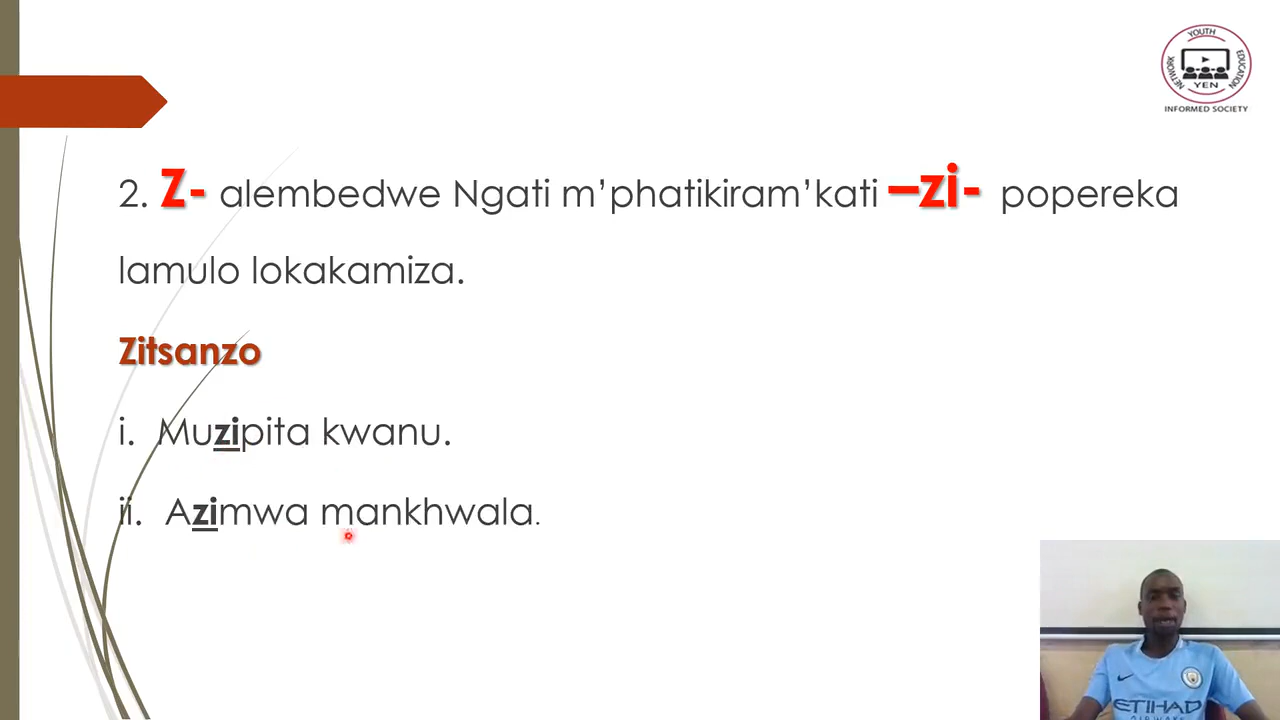 YOUTH
EDUCATION
NETWORK
YEN
INFORMED SOCIETY
2. Z- alembedwe Ngati m’phatikiram’kati –zi- popereka
lamulo lokakamiza.
Zitsanzo
i. Muzipita kwanu.
ii. Azimwa mankhwala.
ETIHAD
AIRWAYS